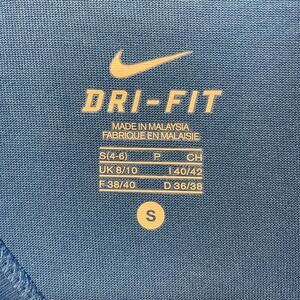 DRI-FIT
MADE IN MALAYSIA
FABRIQUÉ EN MALAISIE
S(4-6) P CH
UK 8/10 I 40/42
F 38/40 D 36/38
S